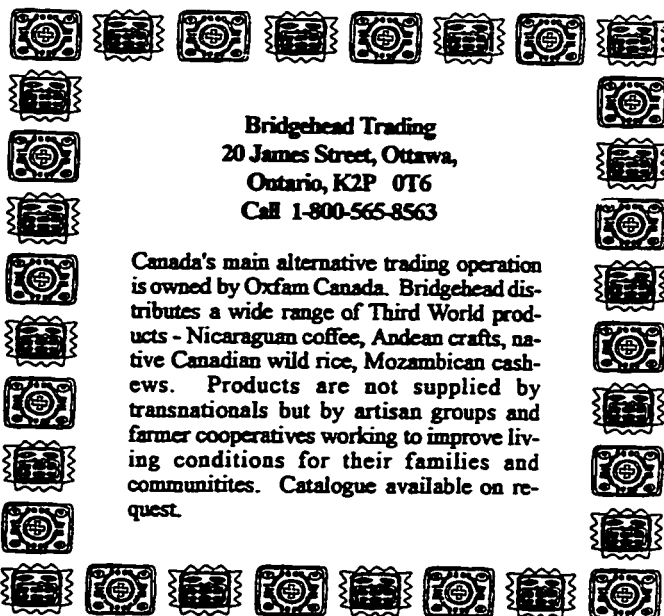 Bridgehead Trading
20 James Street, Ottawa,
Ontario, K2P 0T6
Call 1-800-565-8563
Canada's main alternative trading operation
is owned by Oxfam Canada. Bridgehead dis-
tributes a wide range of Third World prod-
ucts - Nicaraguan coffee, Andean crafts, na-
tive Canadian wild rice, Mozambican cash-
ews. Products are not supplied by
transnationals but by artisan groups and
farmer cooperatives working to improve liv-
ing conditions for their families and
communitites. Catalogue available on re-
quest.